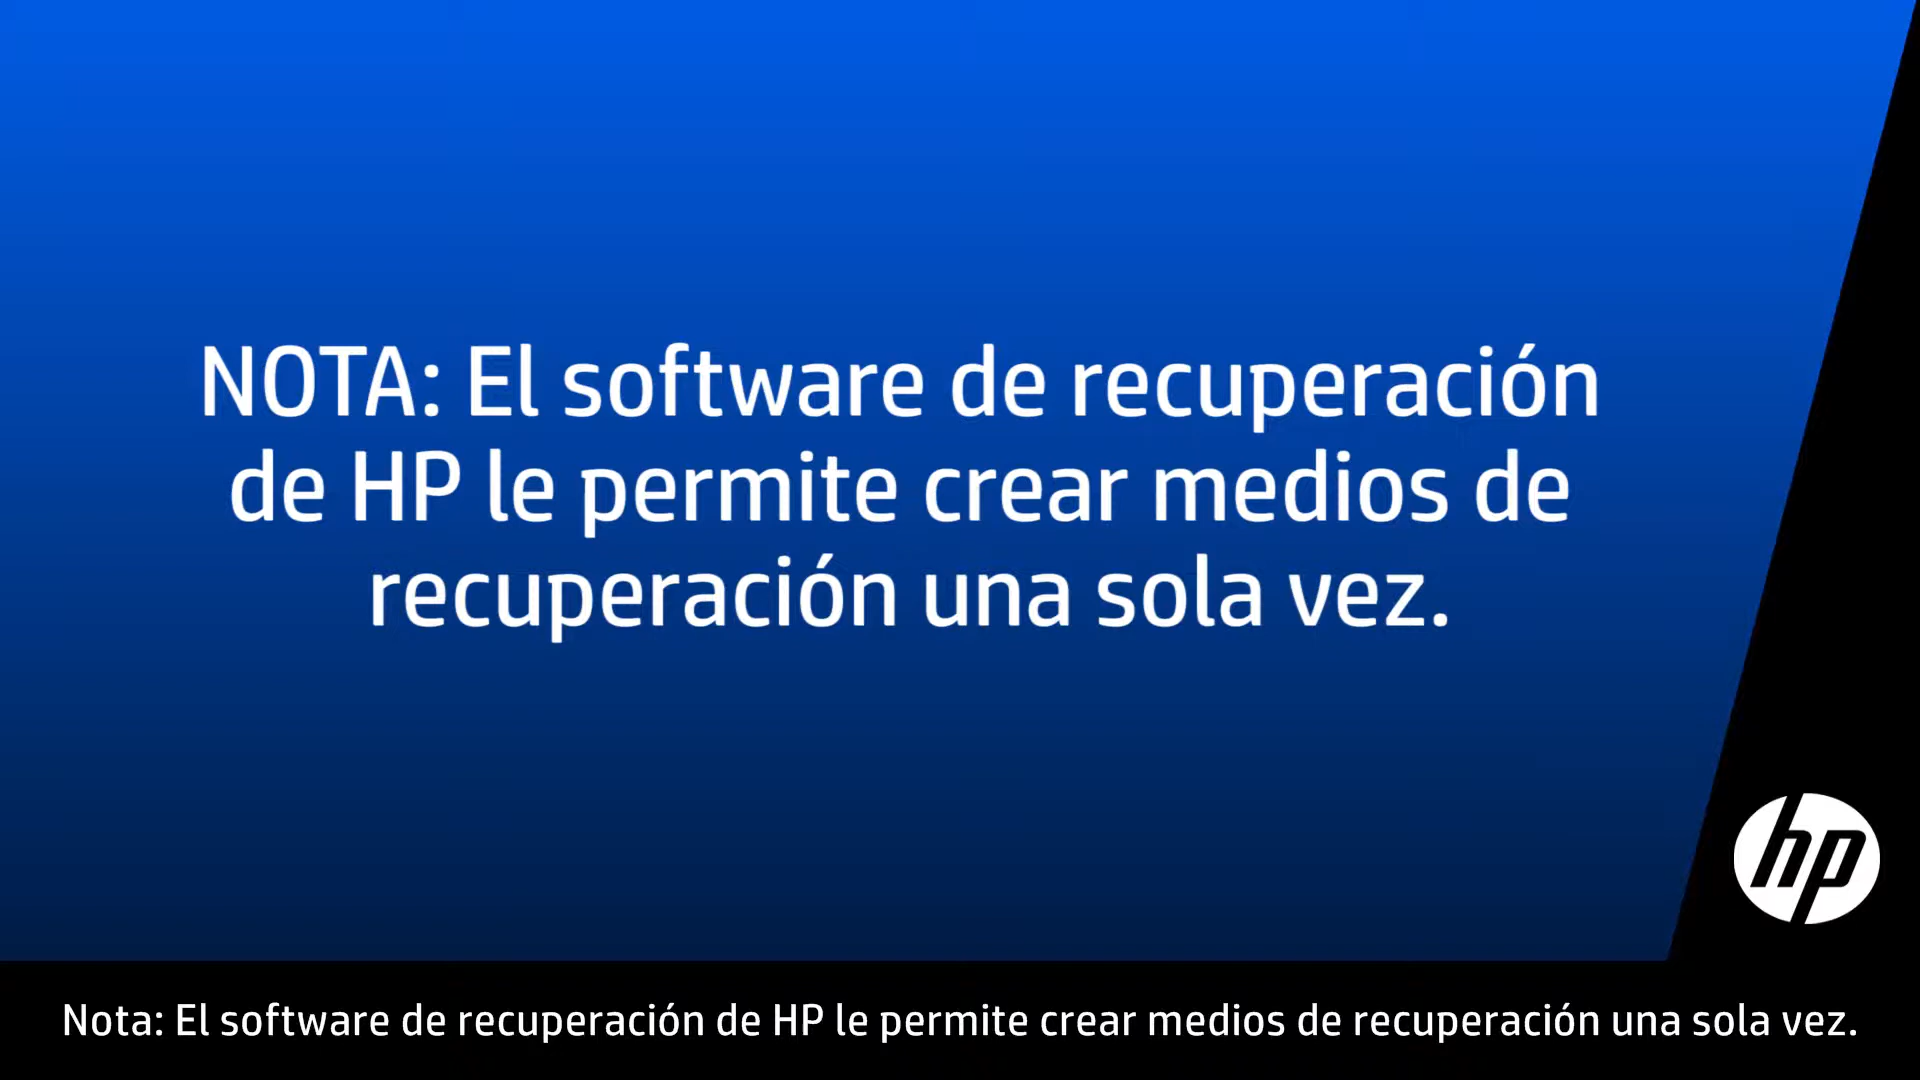 NOTA: El software de recuperación
de HP le permite crear medios de
recuperación una sola vez.
hp
Nota: El software de recuperación de HP le permite crear medios de recuperación una sola vez.